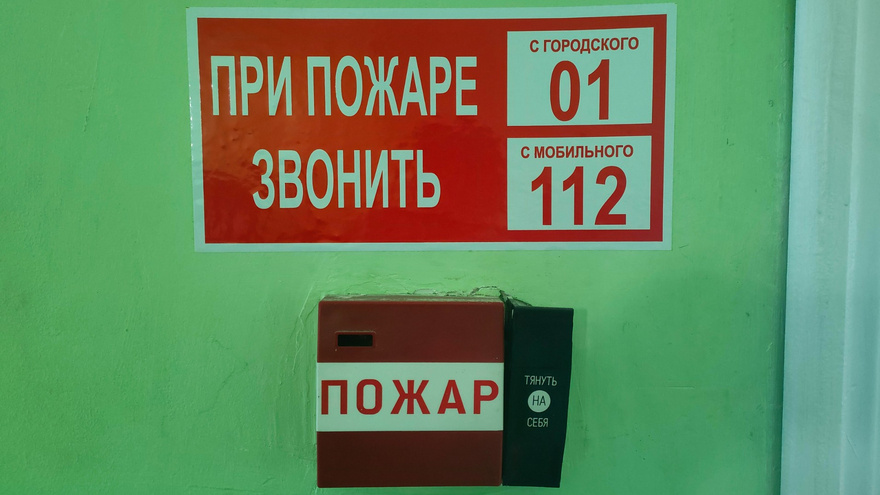 ПРИ ПОЖАРЕ
ЗВОНИТЬ
С ГОРОДСКОГО
01
С МОБИЛЬНОГО
112
ПОЖАР
ТЯНУТЬ
НА
СЕБЯ